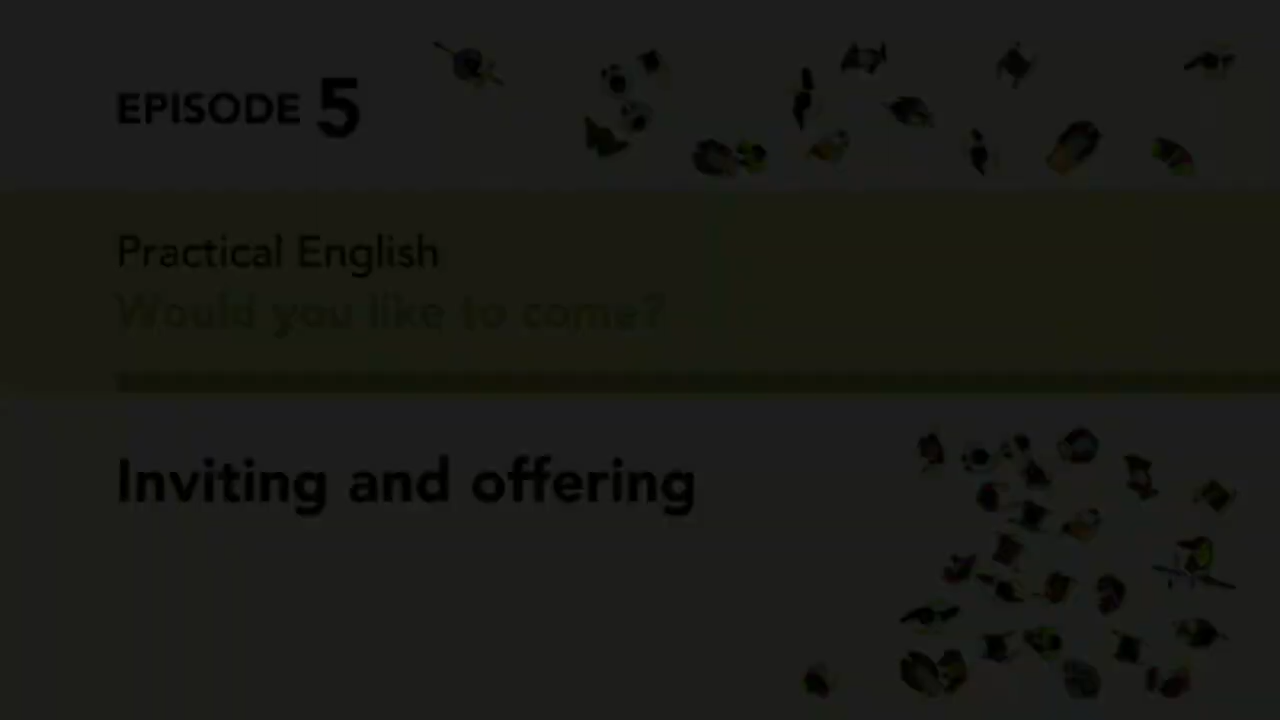 EPISODE 5
Practical English
Would you like to come?
Inviting and offering